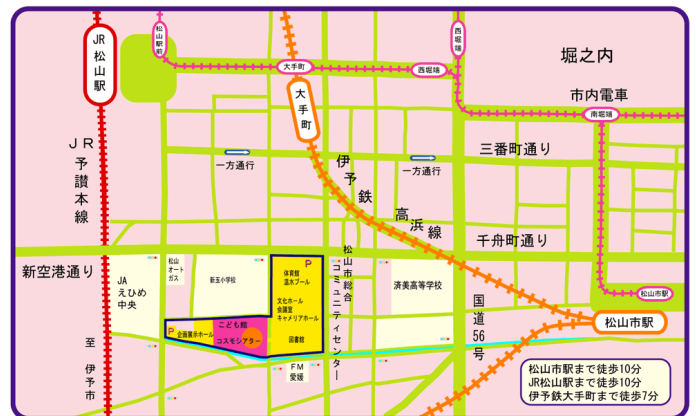 JR
松山駅
松山駅前
大手町
西堀端
西堀端
堀之内
市内電車
南堀端
大手町
ＪＲ予讃本線
一方通行
一方通行
三番町通り
伊予鉄
高浜線
千舟町通り
新空港通り
松山
オート
ガス
JA
えひめ
中央
新玉小学校
P
体育館
温水プール
文化ホール
会議室
キャメリアホール
図書館
松山市総合
コミュニティセンター
済美高等学校
国道56号
松山市駅
松山市駅
こども館
コスモシアター
P
企画展示ホール
FM
愛媛
至 伊予市
松山市駅まで徒歩10分
JR松山駅まで徒歩10分
伊予鉄大手町まで徒歩7分